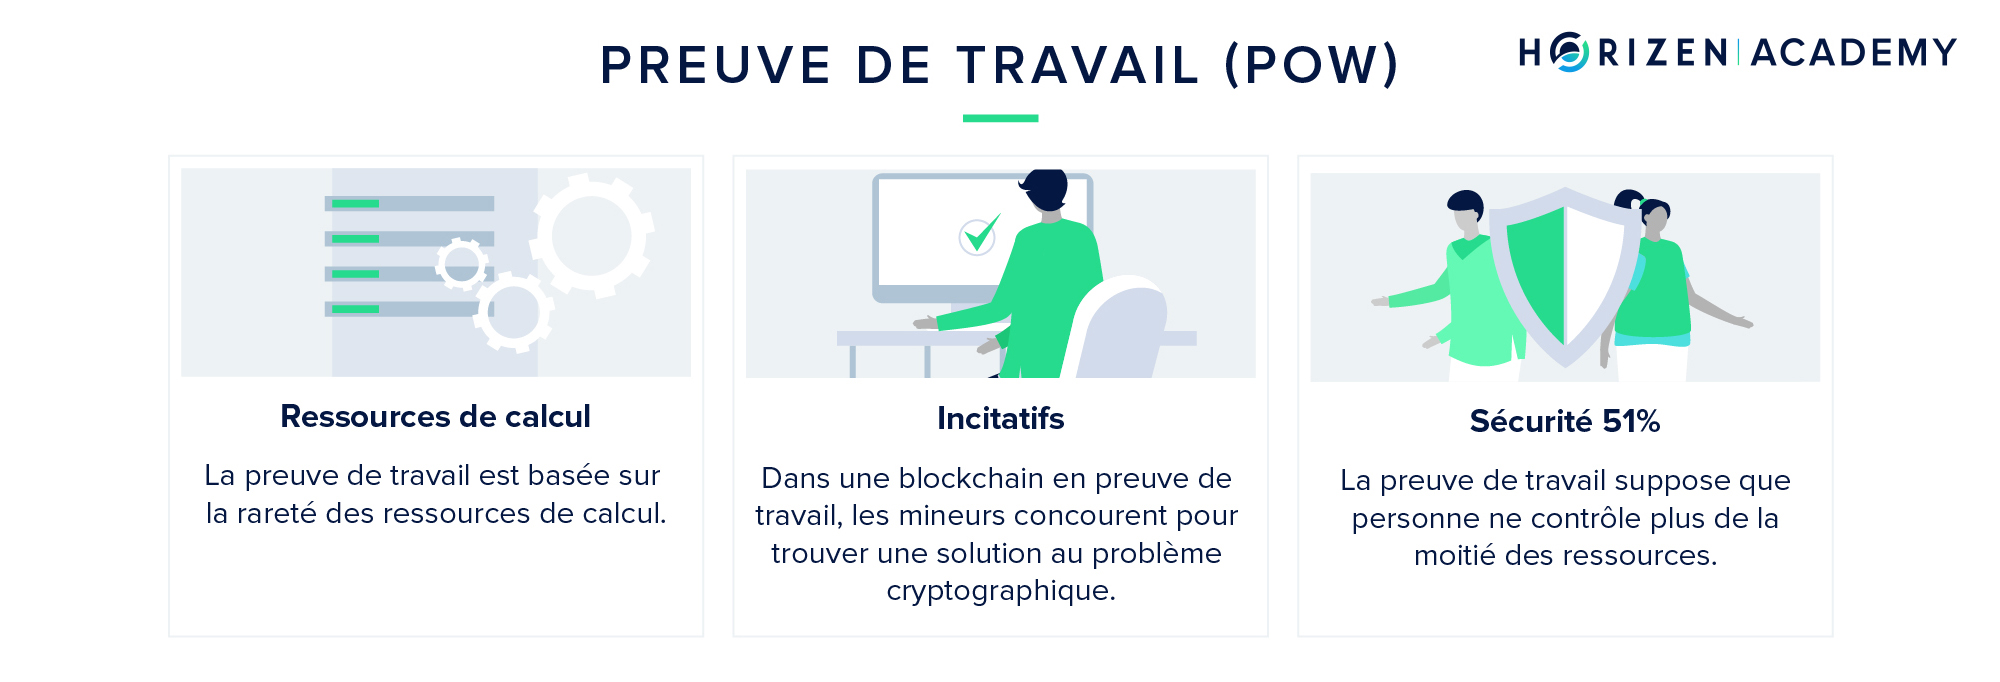 PREUVE DE TRAVAIL (POW)
HORIZEN | ACADEMY
Ressources de calcul
La preuve de travail est basée sur
la rareté des ressources de calcul.
Incitatifs
Dans une blockchain en preuve de
travail, les mineurs concourent pour
trouver une solution au problème
cryptographique.
Sécurité 51%
La preuve de travail suppose que
personne ne contrôle plus de la
moitié des ressources.